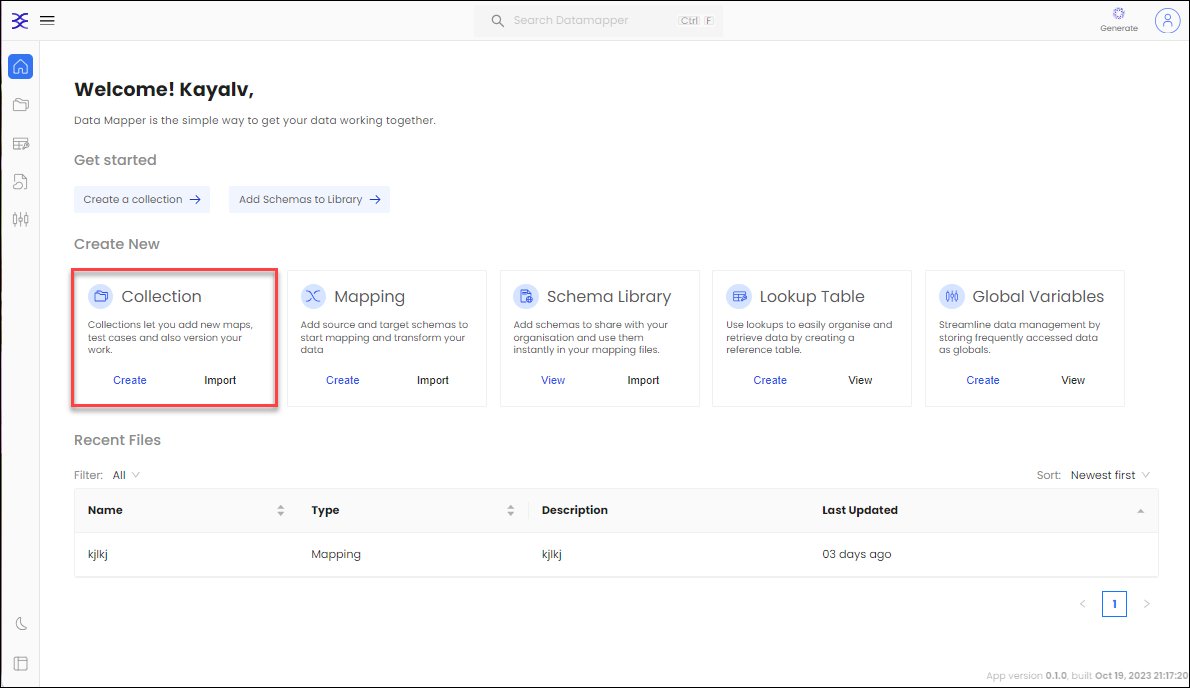 Search Datamapper Ctrl F
Generate
Welcome! Kayalv,
Data Mapper is the simple way to get your data working together.
Get started
Create a collection →
Add Schemas to Library →
Create New
Collection
Collections let you add new maps,
test cases and also version your
work.
Create Import
Mapping
Add source and target schemas to
start mapping and transform your
data
Create Import
Schema Library
Add schemas to share with your
organisation and use them
instantly in your mapping files.
View Import
Lookup Table
Use lookups to easily organise and
retrieve data by creating a
reference table.
Create View
Global Variables
Streamline data management by
storing frequently accessed data
as globals.
Create View
Recent Files
Filter: All
Sort: Newest first
Name Type Description Last Updated
kjlkj Mapping kjlkj 03 days ago
< 1 >
App version 0.1.0, built Oct 19, 2023 21:17:20